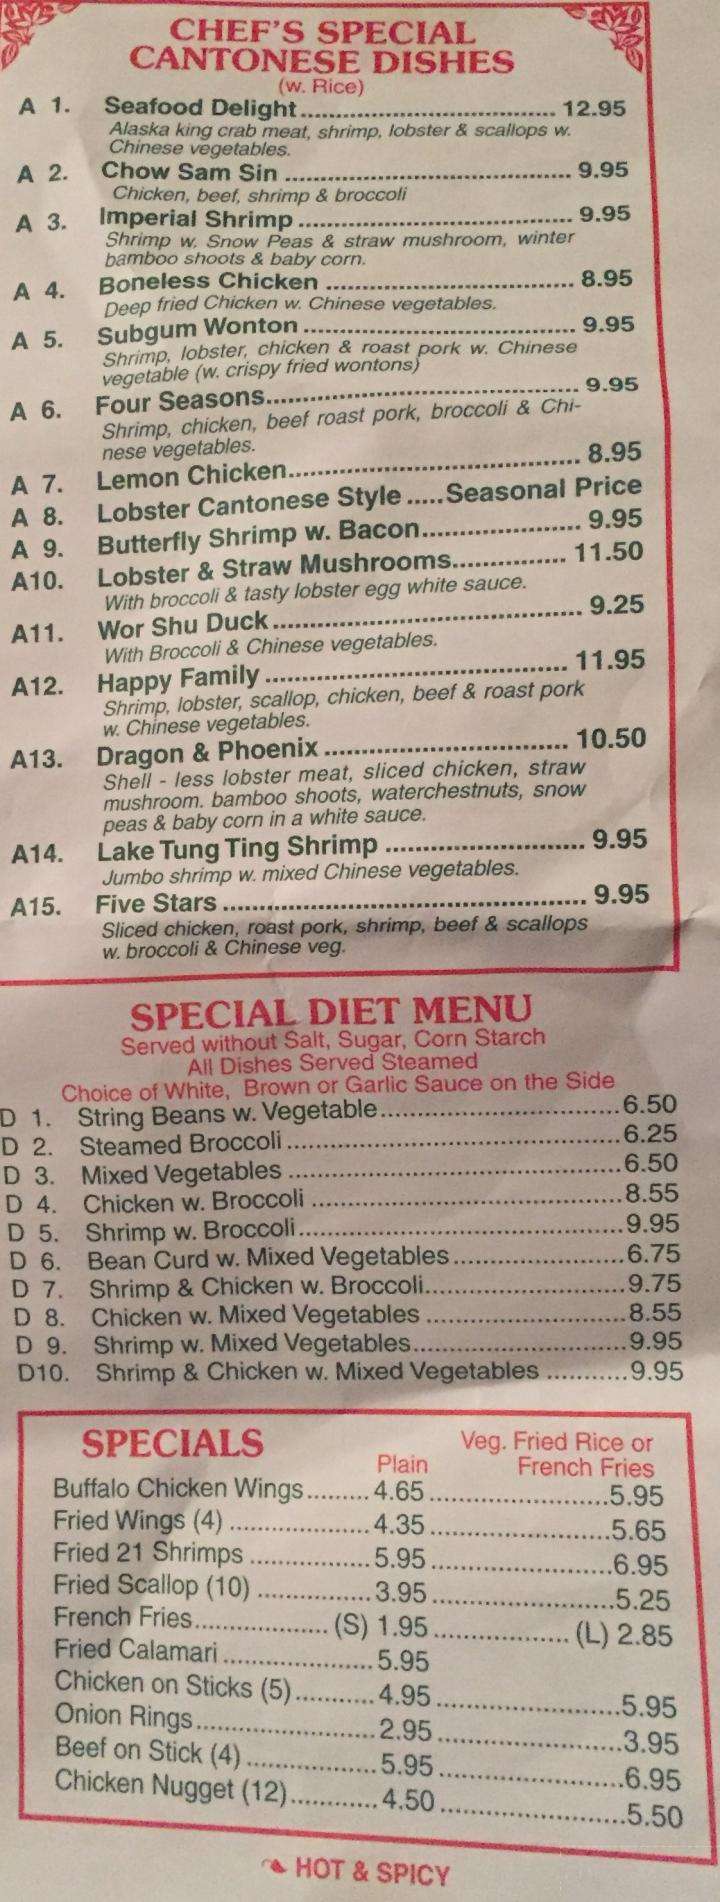 CHEF'S SPECIAL
CANTONESE DISHES
(w. Rice)
A 1. Seafood Delight.................................... 12.95
Alaska king crab meat, shrimp, lobster & scallops w.
Chinese vegetables.
A 2. Chow Sam Sin ..................................... 9.95
Chicken, beef, shrimp & broccoli
A 3. Imperial Shrimp ................................... 9.95
Shrimp w. Snow Peas & straw mushroom, winter
bamboo shoots & baby corn.
A 4. Boneless Chicken ................................ 8.95
Deep fried Chicken w. Chinese vegetables.
A 5. Subgum Wonton ................................... 9.95
Shrimp, lobster, chicken & roast pork w. Chinese
vegetable (w. crispy fried wontons)
A 6. Four Seasons........................................ 9.95
Shrimp, chicken, beef roast pork, broccoli & Chi-
nese vegetables.
A 7. Lemon Chicken..................................... 8.95
A 8. Lobster Cantonese Style .....Seasonal Price
A 9. Butterfly Shrimp w. Bacon.................... 9.95
A10. Lobster & Straw Mushrooms............... 11.50
With broccoli & tasty lobster egg white sauce.
A11. Wor Shu Duck ....................................... 9.25
With Broccoli & Chinese vegetables.
A12. Happy Family ...................................... 11.95
Shrimp, lobster, scallop, chicken, beef & roast pork
w. Chinese vegetables.
A13. Dragon & Phoenix ............................... 10.50
Shell - less lobster meat, sliced chicken, straw
mushroom. bamboo shoots, waterchestnuts, snow
peas & baby corn in a white sauce.
A14. Lake Tung Ting Shrimp ......................... 9.95
Jumbo shrimp w. mixed Chinese vegetables.
A15. Five Stars .............................................. 9.95
Sliced chicken, roast pork, shrimp, beef & scallops
w. broccoli & Chinese veg.
SPECIAL DIET MENU
Served without Salt, Sugar, Corn Starch
All Dishes Served Steamed
Choice of White, Brown or Garlic Sauce on the Side
D 1. String Beans w. Vegetable.................................6.50
D 2. Steamed Broccoli ..............................................6.25
D 3. Mixed Vegetables ..............................................6.50
D 4. Chicken w. Broccoli ...........................................8.55
D 5. Shrimp w. Broccoli.............................................9.95
D 6. Bean Curd w. Mixed Vegetables........................6.75
D 7. Shrimp & Chicken w. Broccoli............................9.75
D 8. Chicken w. Mixed Vegetables ............................8.55
D 9. Shrimp w. Mixed Vegetables..............................9.95
D10. Shrimp & Chicken w. Mixed Vegetables ...........9.95
SPECIALS
Plain
Veg. Fried Rice or
French Fries
Buffalo Chicken Wings.........4.65.........................5.95
Fried Wings (4) ....................4.35.........................5.65
Fried 21 Shrimps .................5.95.........................6.95
Fried Scallop (10) ................3.95.........................5.25
French Fries................... (S) 1.95................... (L) 2.85
Fried Calamari .....................5.95
Chicken on Sticks (5)...........4.95.........................5.95
Onion Rings.........................2.95.........................3.95
Beef on Stick (4) ..................5.95.........................6.95
Chicken Nugget (12)............4.50.........................5.50
HOT & SPICY